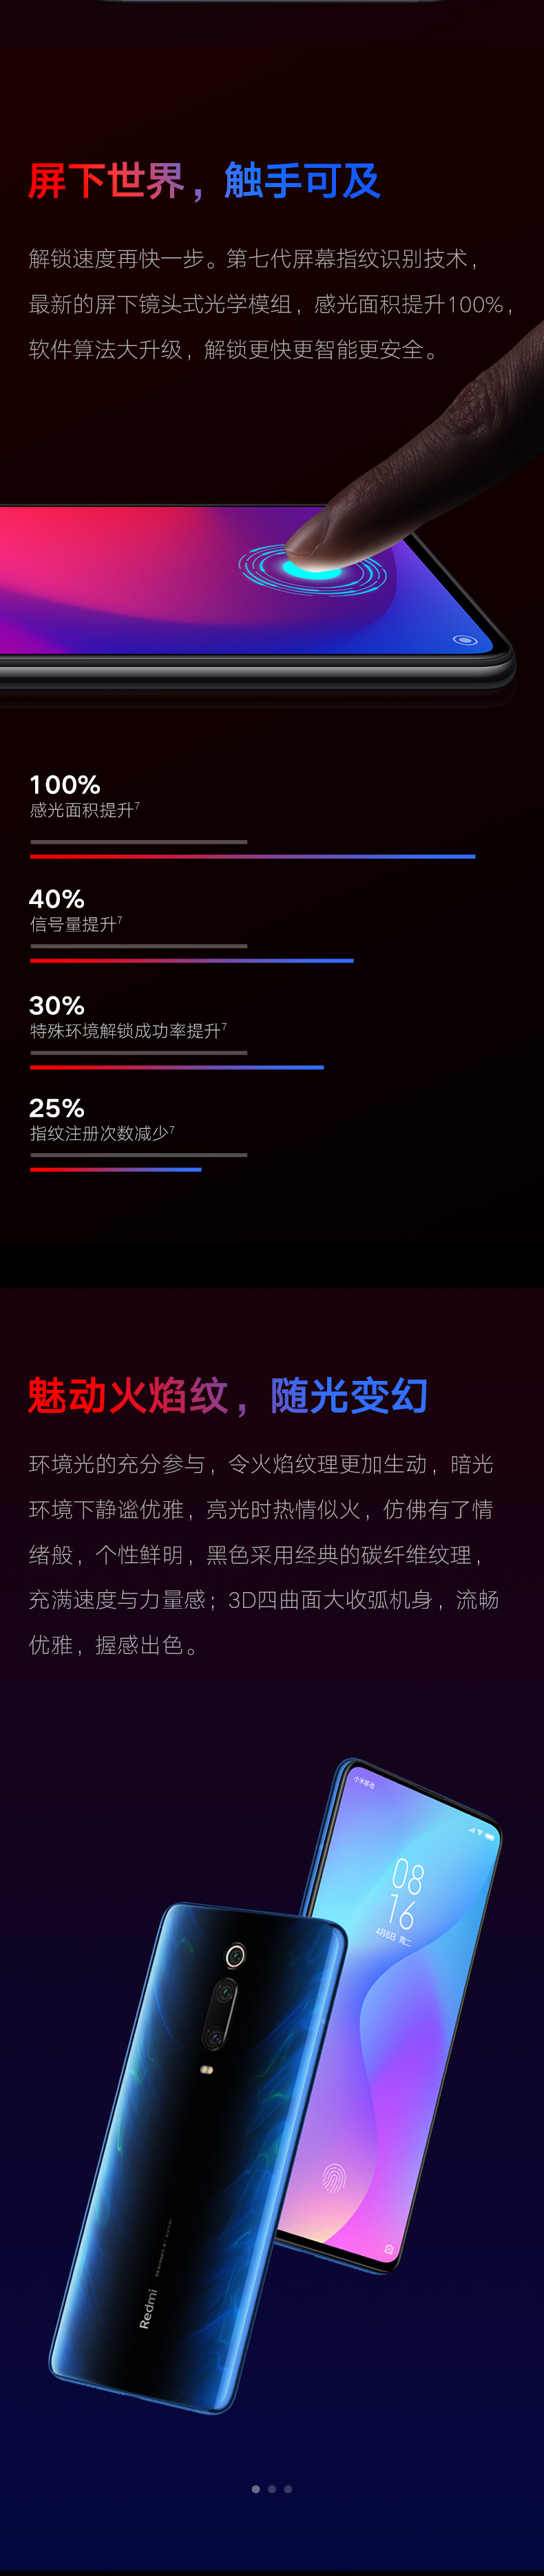 屏下世界，触手可及
解锁速度再快一步。第七代屏幕指纹识别技术，
最新的屏下镜头式光学模组，感光面积提升100%，
软件算法大升级，解锁更快更智能更安全。
100%
感光面积提升7
40%
信号量提升7
30%
特殊环境解锁成功率提升7
25%
指纹注册次数减少7
魅动火焰纹，随光变幻
环境光的充分参与，令火焰纹理更加生动，暗光
环境下静谧优雅，亮光时热情似火，仿佛有了情
绪般，个性鲜明，黑色采用经典的碳纤维纹理，
充满速度与力量感；3D四曲面大收弧机身，流畅
优雅，握感出色。
小米移动
08
16
4月6日 周二
Redmi